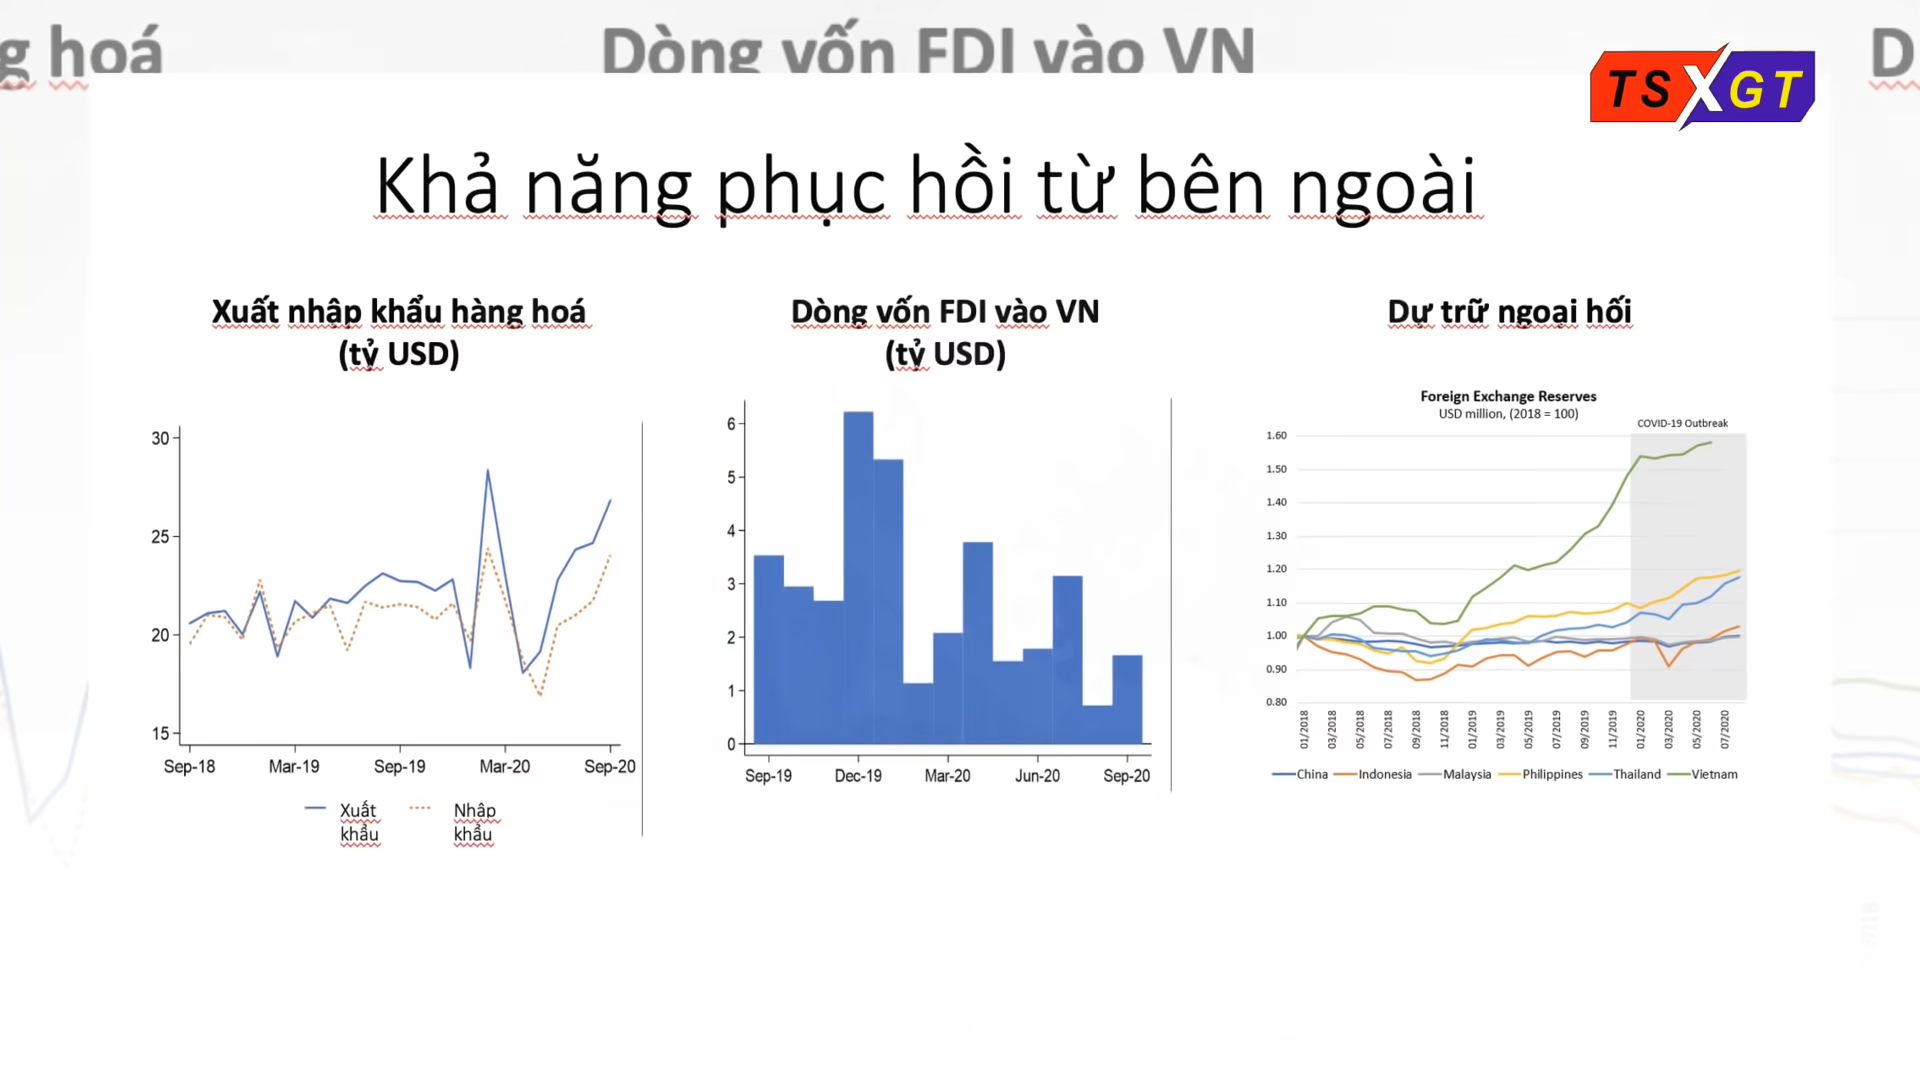 g hoá
Dòng vốn FDI vào VN
D
TSXGT
Khả năng phục hồi từ bên ngoài
Xuất nhập khẩu hàng hoá
(tỷ USD)
30
25
20
15
Sep-18 Mar-19 Sep-19 Mar-20 Sep-20
Xuất khẩu
Nhập khẩu
Dòng vốn FDI vào VN
(tỷ USD)
6
5
4
3
2
1
0
Sep-19 Dec-19 Mar-20 Jun-20 Sep-20
Dự trữ ngoại hối
Foreign Exchange Reserves
USD million, (2018 = 100)
COVID-19 Outbreak
1.60
1.50
1.40
1.30
1.20
1.10
1.00
0.90
0.80
01/2018 03/2018 05/2018 07/2018 09/2018 11/2018 01/2019 03/2019 05/2019 07/2019 09/2019 11/2019 01/2020 03/2020 05/2020 07/2020
China Indonesia Malaysia Philippines Thailand Vietnam